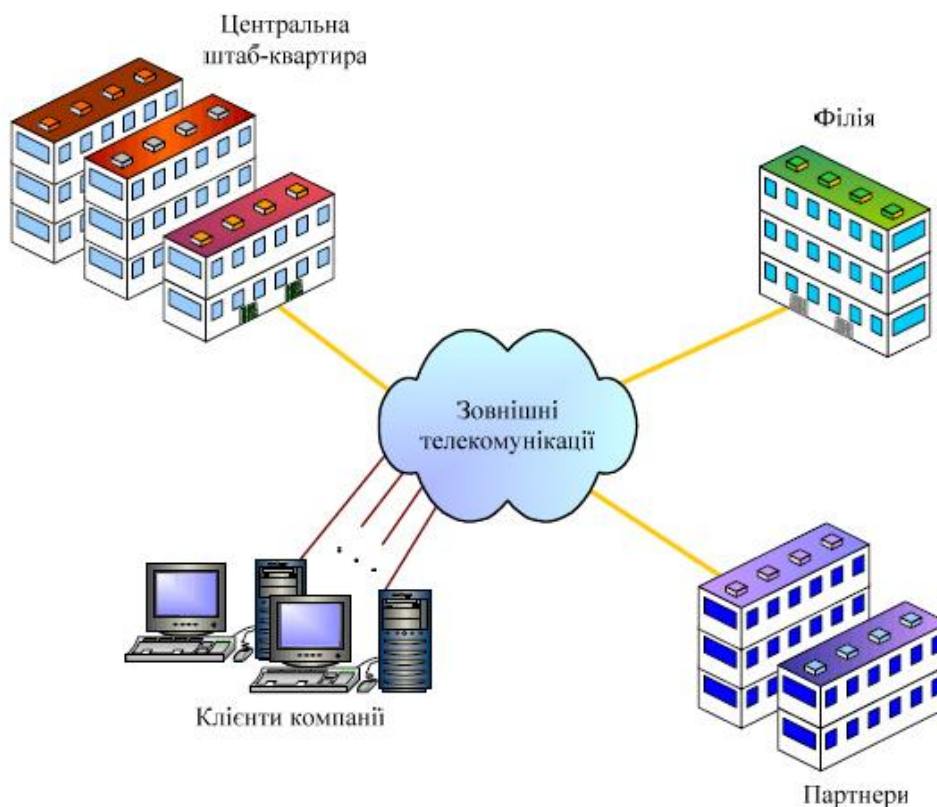 Центральна
штаб-квартира
Філія
Зовнішні
телекомунікації
Клієнти компанії
Партнери